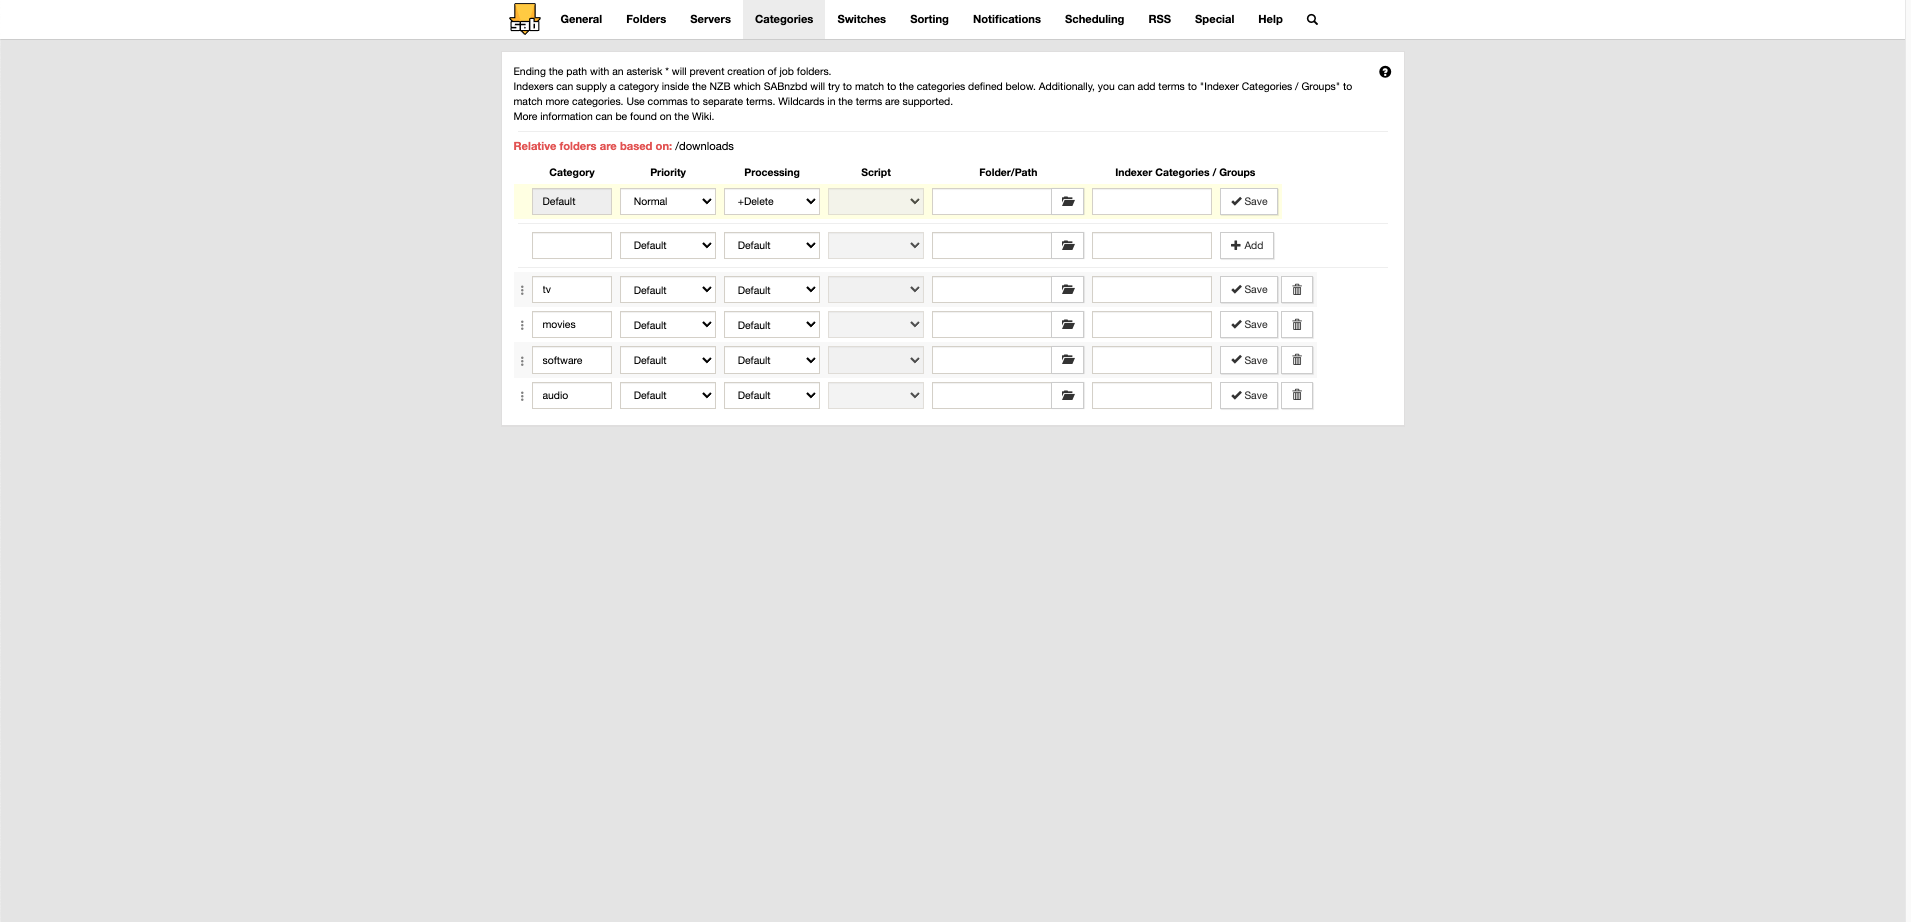 sab General Folders Servers Categories Switches Sorting Notifications Scheduling RSS Special Help
Ending the path with an asterisk * will prevent creation of job folders.
Indexers can supply a category inside the NZB which SABnzbd will try to match to the categories defined below. Additionally, you can add terms to "Indexer Categories / Groups" to
match more categories. Use commas to separate terms. Wildcards in the terms are supported.
More information can be found on the Wiki.
Relative folders are based on: /downloads
Category Priority Processing Script Folder/Path Indexer Categories / Groups
Default Normal +Delete Save
Default Default Add
tv Default Default Save
movies Default Default Save
software Default Default Save
audio Default Default Save